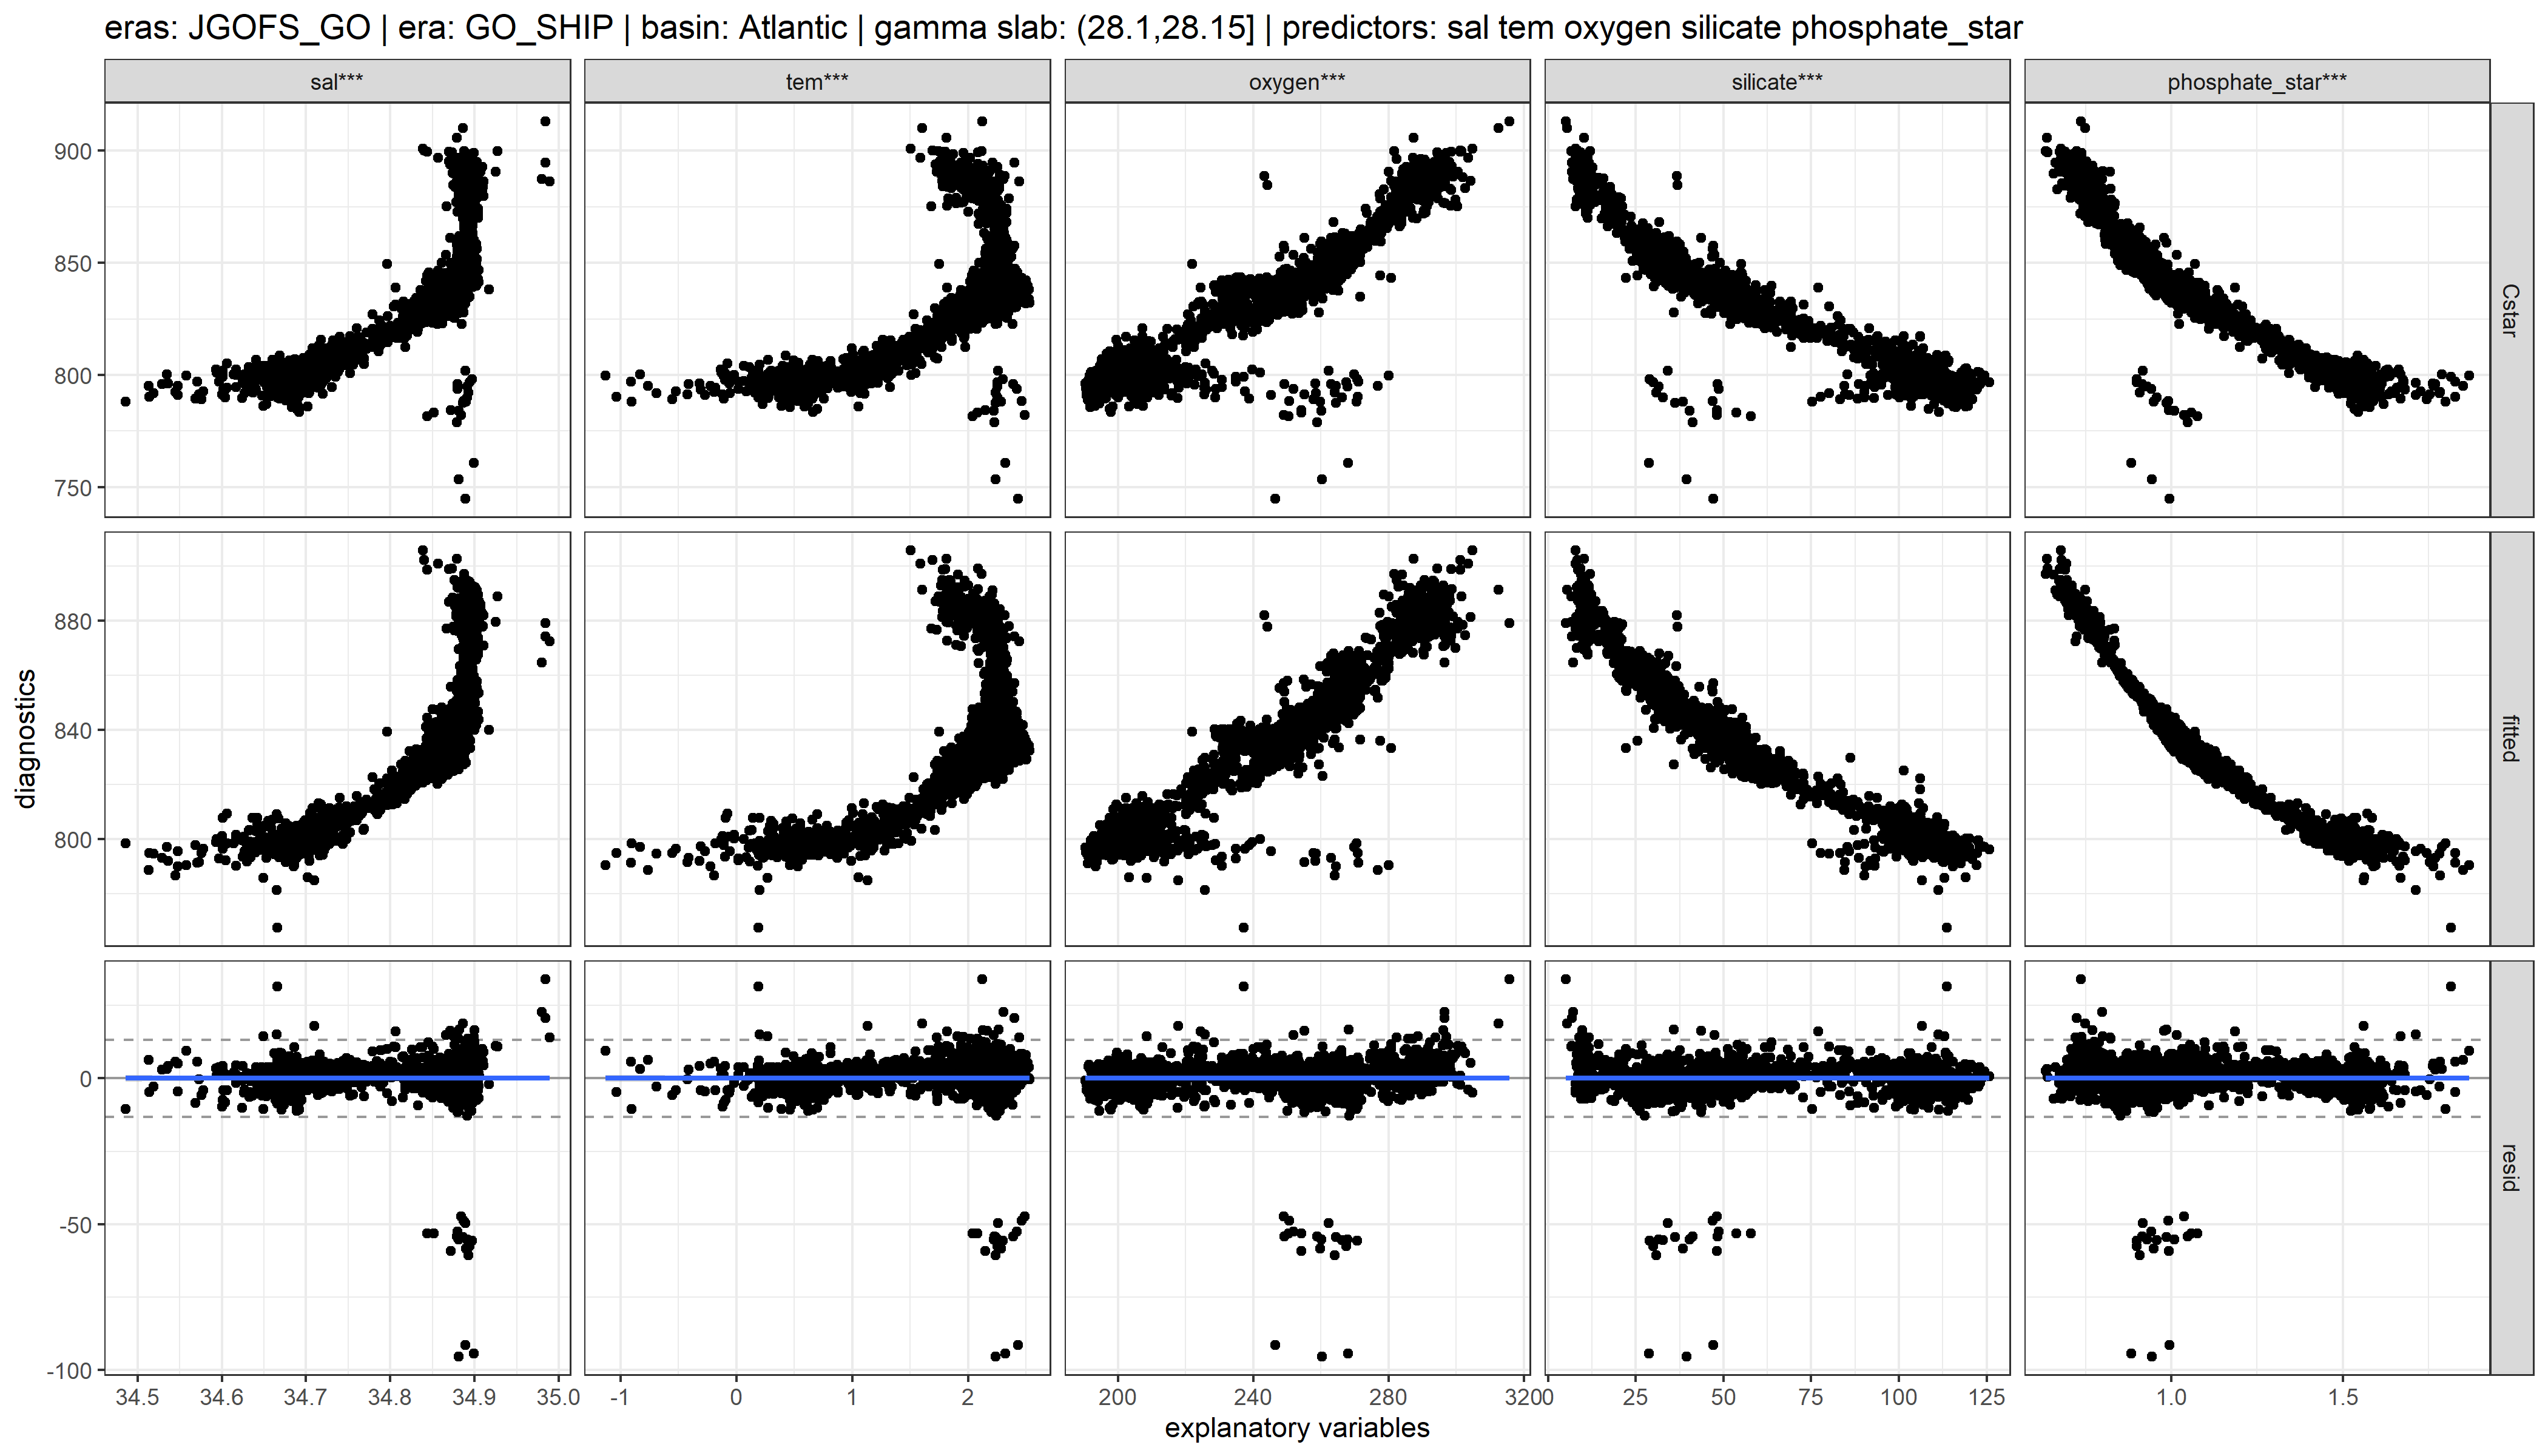 eras: JGOFS_GO | era: GO_SHIP | basin: Atlantic | gamma slab: (28.1,28.15] | predictors: sal tem oxygen silicate phosphate_star
sal*** tem*** oxygen*** silicate*** phosphate_star***
900
850
800
750
Cstar
880
840
800
fitted
diagnostics
0
-50
-100
resid
34.5 34.6 34.7 34.8 34.9 35.0 -1 0 1 2 200 240 280 320 0 25 50 75 100 125 1.0 1.5
explanatory variables